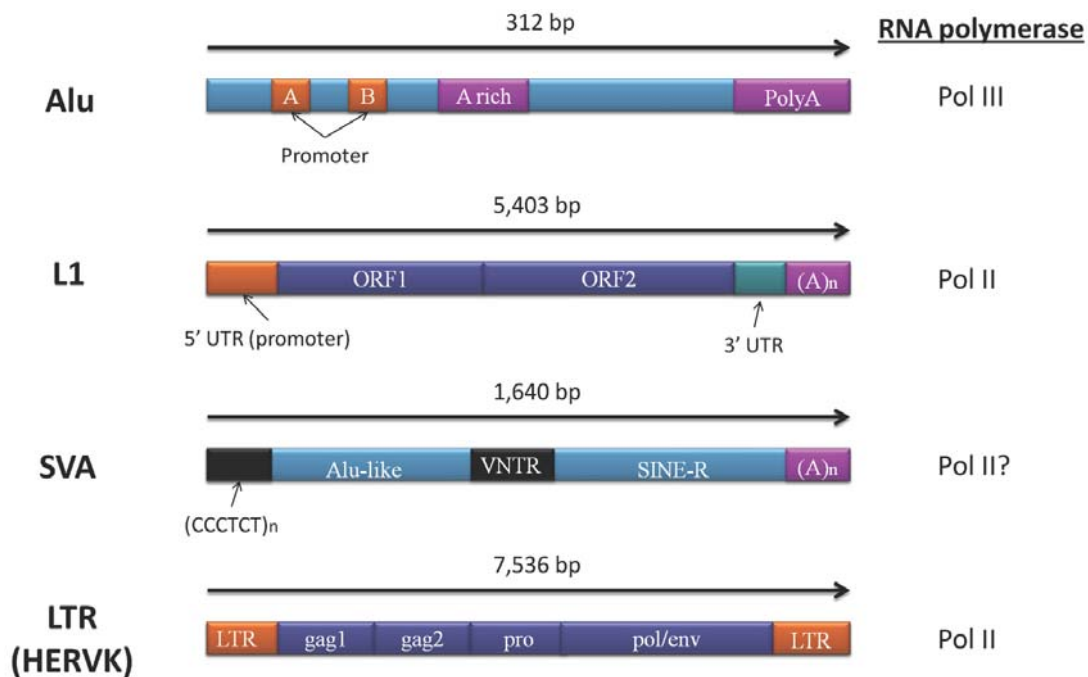 312 bp
RNA polymerase
Alu
A
B
A rich
PolyA
Pol III
Promoter
5,403 bp
L1
ORF1
ORF2
(A)n
Pol II
5’ UTR (promoter)
3’ UTR
1,640 bp
SVA
Alu-like
VNTR
SINE-R
(A)n
Pol II?
(CCCTCT)n
7,536 bp
LTR
(HERVK)
LTR
gag1
gag2
pro
pol/env
LTR
Pol II